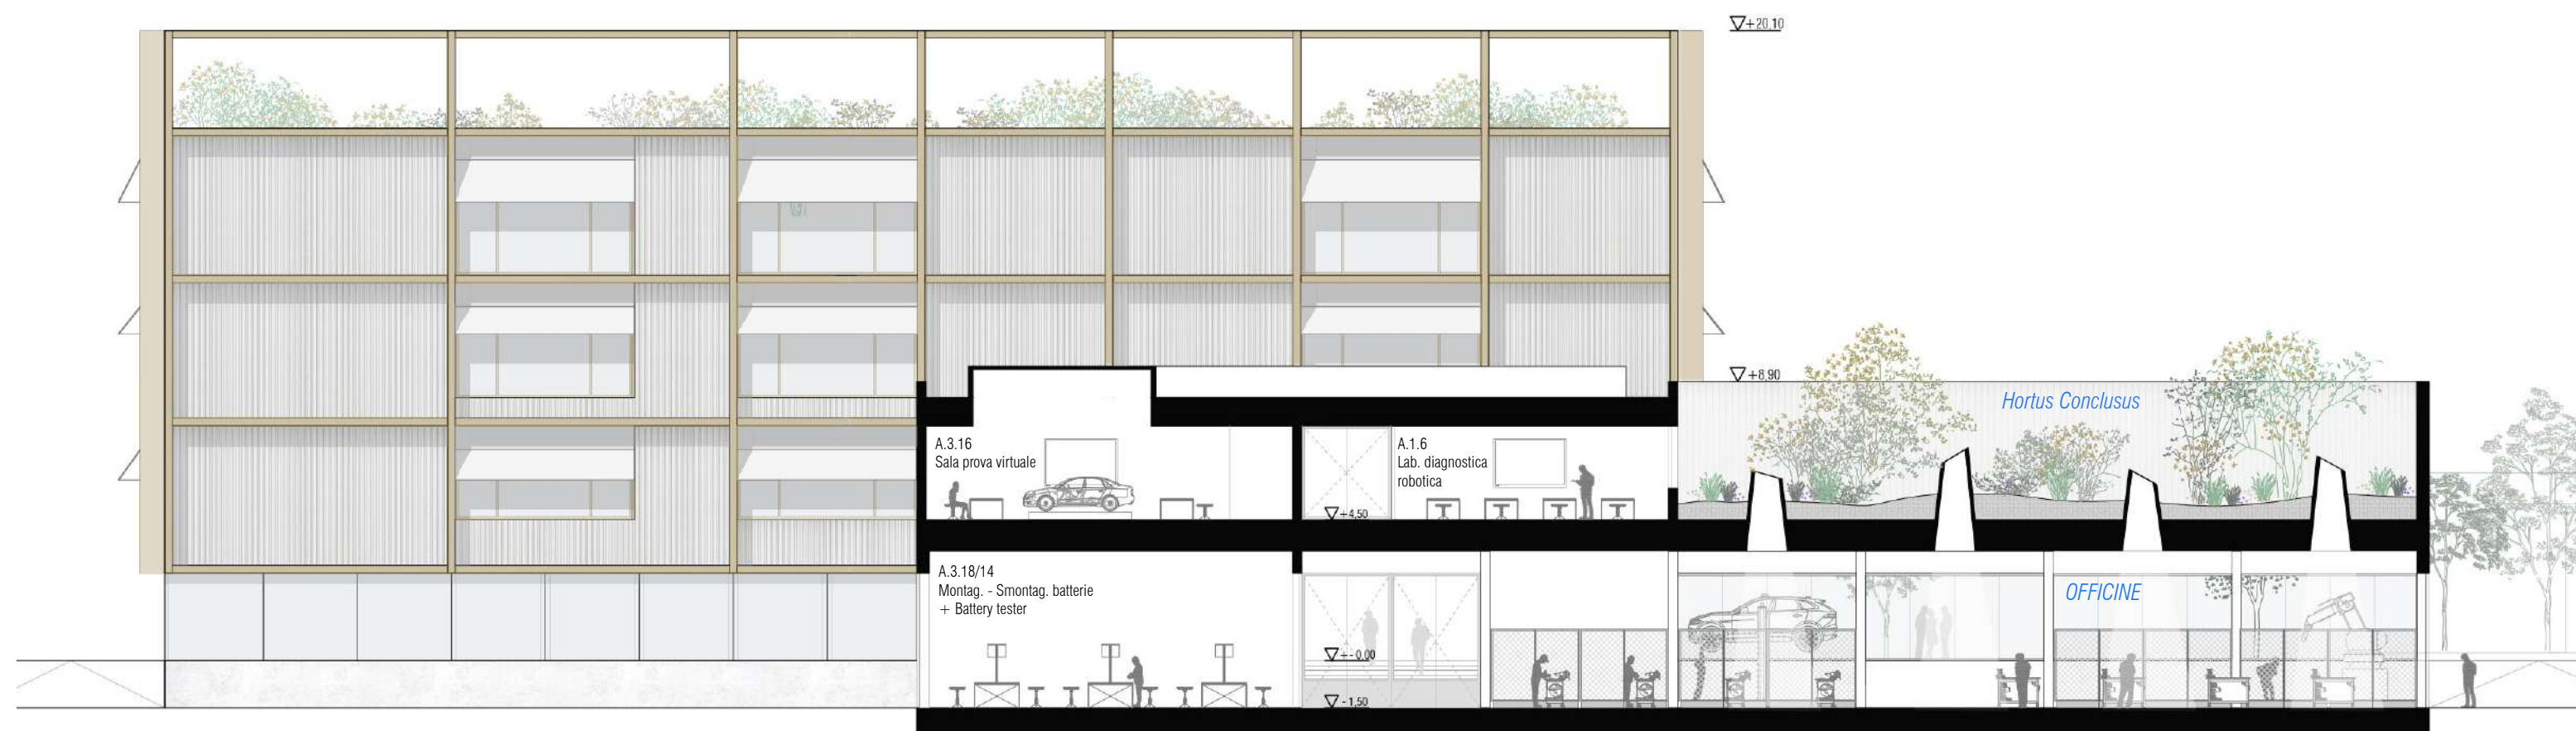 +20,10
+8,90
Hortus Conclusus
A.3.16
Sala prova virtuale
A.1.6
Lab. diagnostica
robotica
+4,50
A.3.18/14
Montag. - Smontag. batterie
+ Battery tester
OFFICINE
+-0,00
-1,50